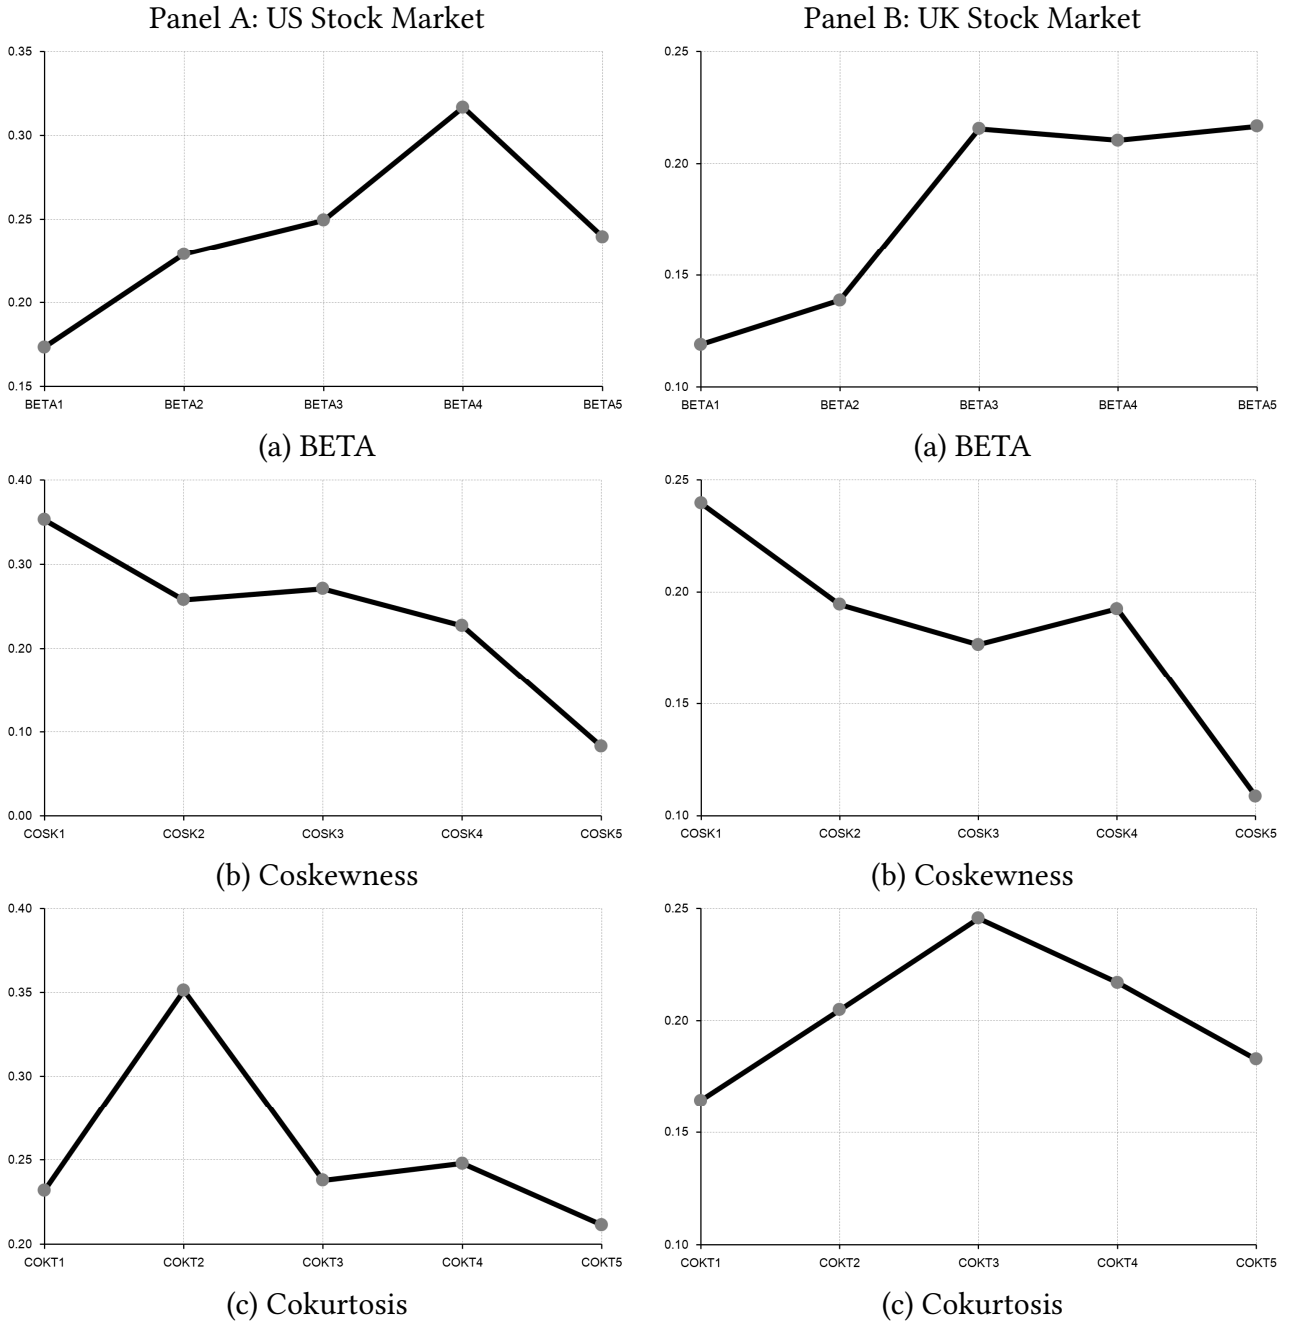 Panel A: US Stock Market
Panel B: UK Stock Market
0.35
0.30
0.25
0.20
0.15
BETA1 BETA2 BETA3 BETA4 BETA5
(a) BETA
0.25
0.20
0.15
0.10
BETA1 BETA2 BETA3 BETA4 BETA5
(a) BETA
0.40
0.30
0.20
0.10
0.00
COSK1 COSK2 COSK3 COSK4 COSK5
(b) Coskewness
0.25
0.20
0.15
0.10
COSK1 COSK2 COSK3 COSK4 COSK5
(b) Coskewness
0.40
0.35
0.30
0.25
0.20
COKT1 COKT2 COKT3 COKT4 COKT5
(c) Cokurtosis
0.25
0.20
0.15
0.10
COKT1 COKT2 COKT3 COKT4 COKT5
(c) Cokurtosis